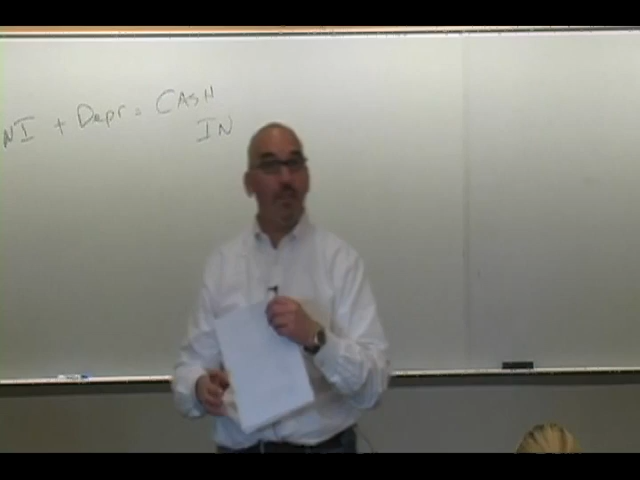 NI + Depr = CASH
IN